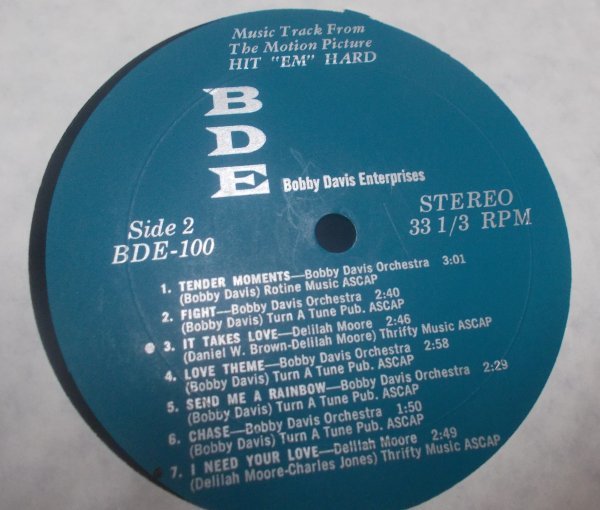 Music Track From
The Motion Picture
HIT "EM" HARD
BDE
Bobby Davis Enterprises
Side 2
BDE-100
STEREO
33 1/3 RPM
1. TENDER MOMENTS—Bobby Davis Orchestra 3:01
(Bobby Davis) Rotine Music ASCAP
2. FIGHT—Bobby Davis Orchestra 2:40
(Bobby Davis) Turn A Tune Pub. ASCAP
3. IT TAKES LOVE—Delilah Moore 2:46
(Daniel W. Brown-Delilah Moore) Thrifty Music ASCAP
4. LOVE THEME—Bobby Davis Orchestra 2:58
(Bobby Davis) Turn A Tune Pub. ASCAP
5. SEND ME A RAINBOW—Bobby Davis Orchestra 2:29
(Bobby Davis) Turn A Tune Pub. ASCAP
6. CHASE—Bobby Davis Orchestra 1:50
(Bobby Davis) Turn A Tune Pub. ASCAP
7. I NEED YOUR LOVE—Delilah Moore 2:49
(Delilah Moore-Charles Jones) Thrifty Music ASCAP